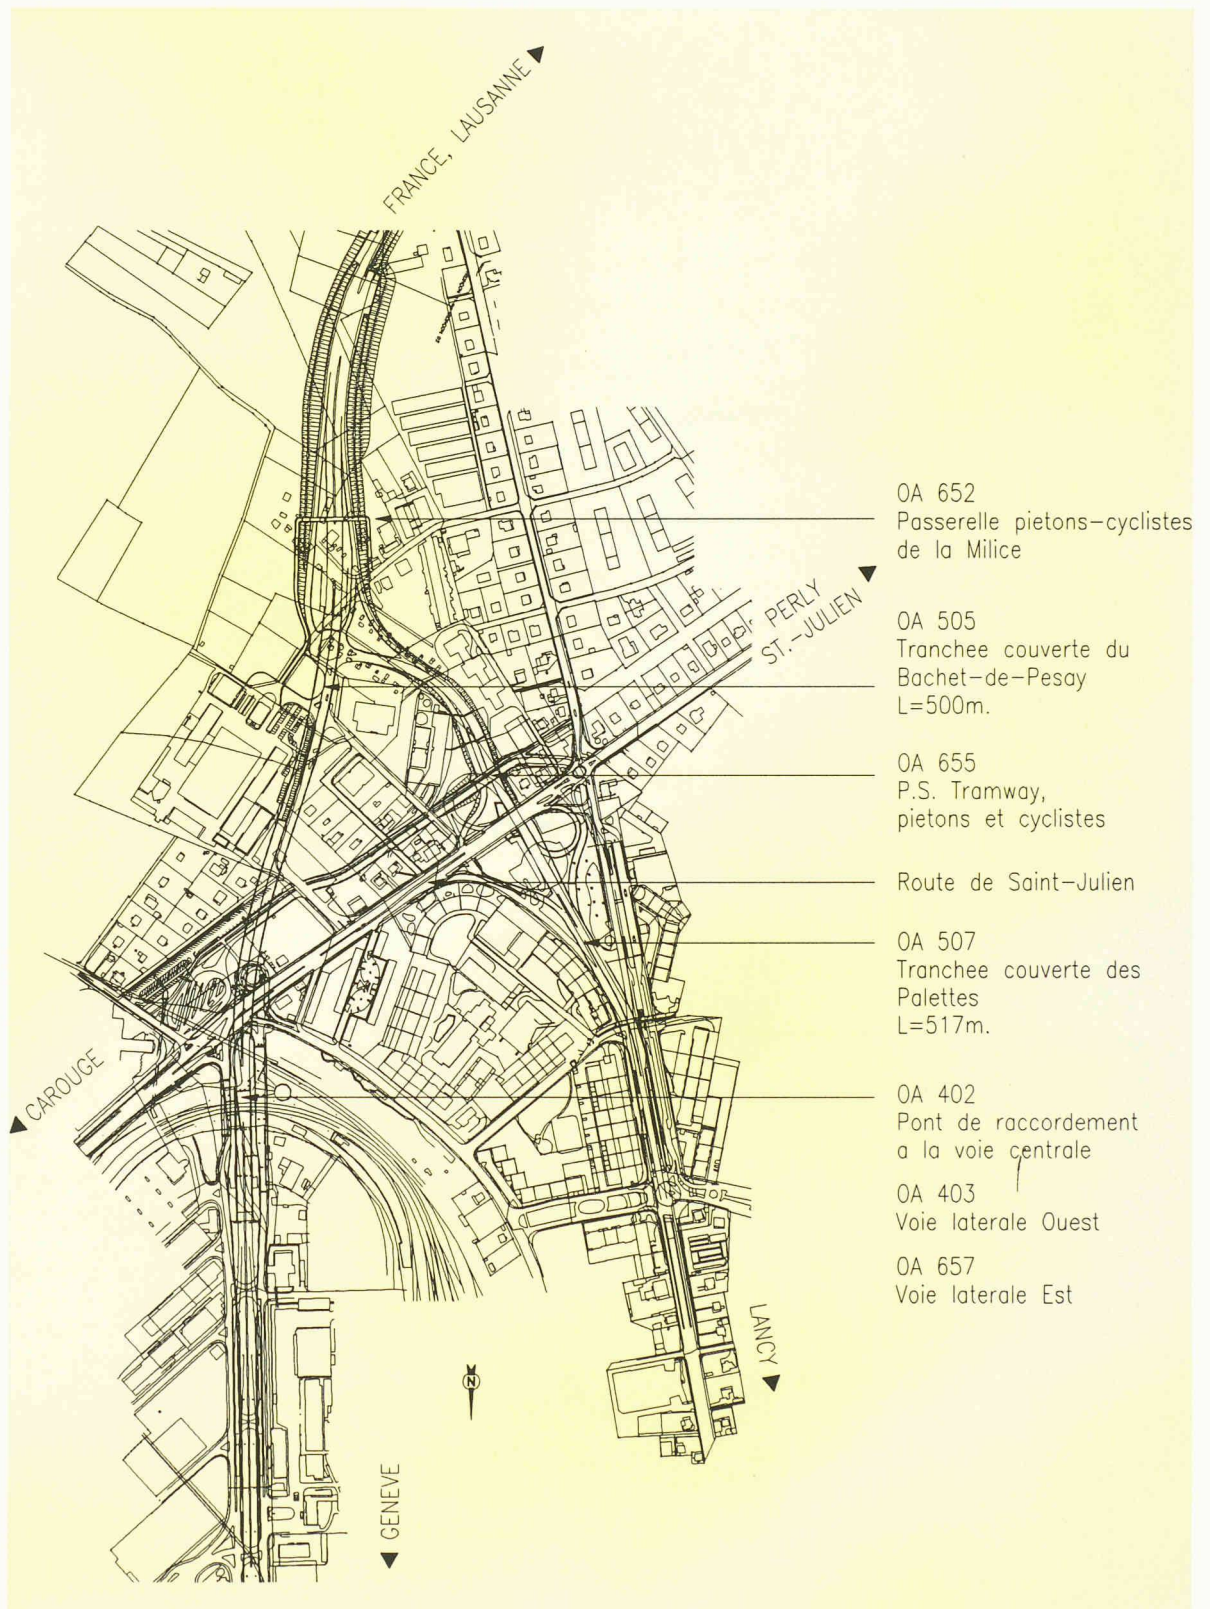 FRANCE, LAUSANNE
OA 652
Passerelle pietons-cyclistes
de la Milice
PERLY
ST.-JULIEN
OA 505
Tranchee couverte du
Bachet-de-Pesay
L=500m.
OA 655
P.S. Tramway,
pietons et cyclistes
Route de Saint-Julien
OA 507
Tranchee couverte des
Palettes
L=517m.
CAROUGE
OA 402
Pont de raccordement
a la voie centrale
OA 403
Voie laterale Ouest
OA 657
Voie laterale Est
LANCY
N
GENEVE